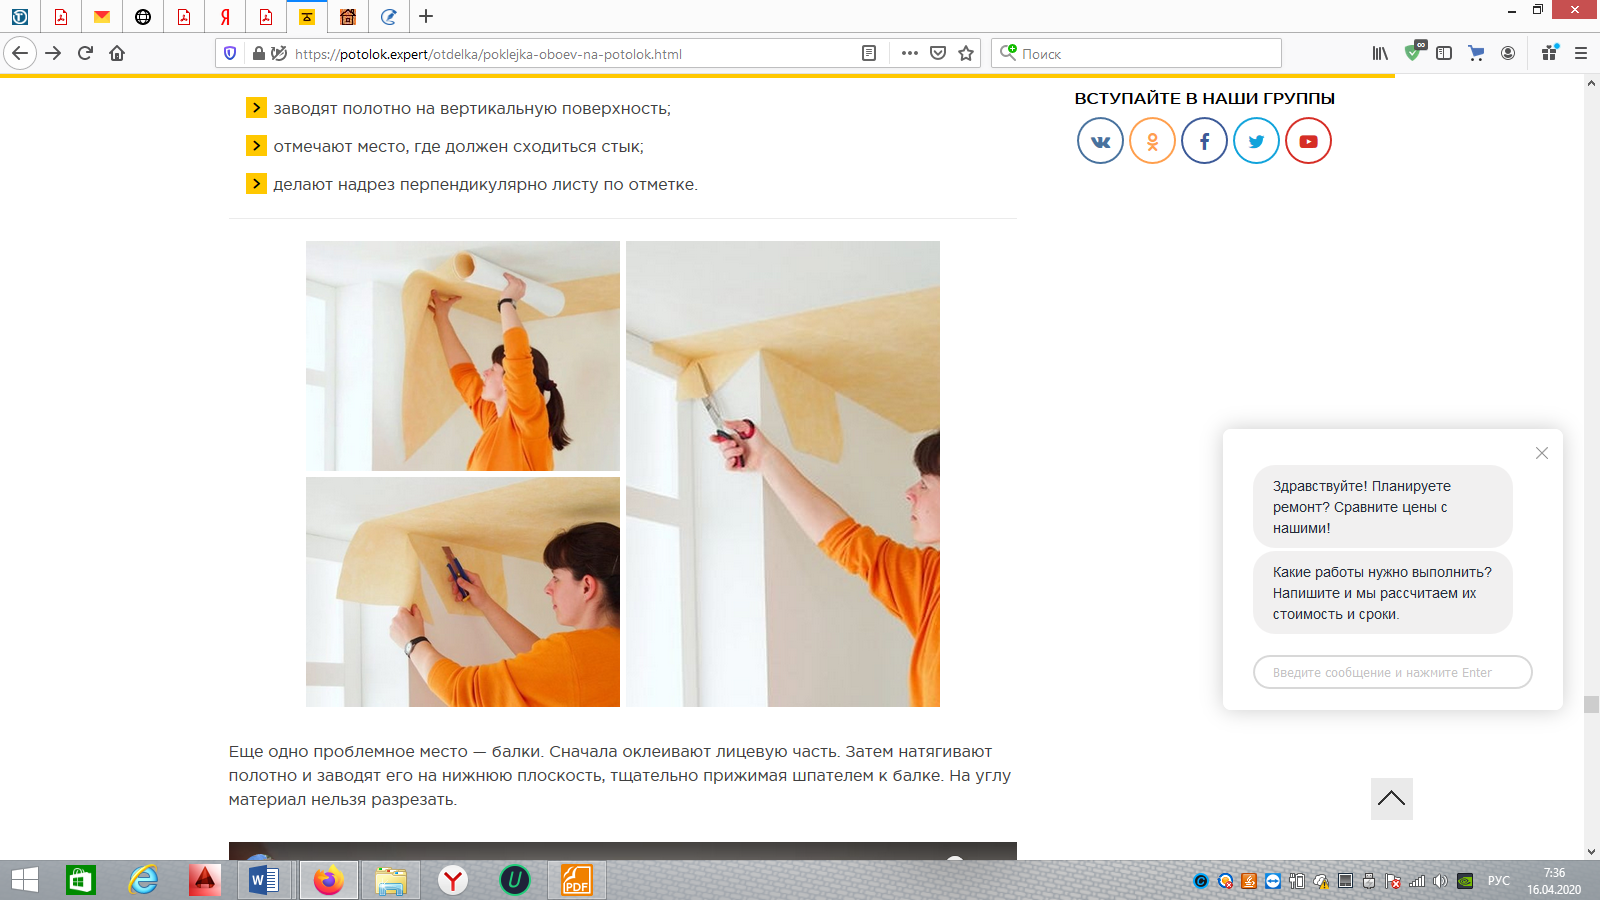 https://potolok.expert/otdelka/poklejka-oboev-na-potolok.html
Поиск
∞
заводят полотно на вертикальную поверхность;
отмечают место, где должен сходиться стык;
делают надрез перпендикулярно листу по отметке.
ВСТУПАЙТЕ В НАШИ ГРУППЫ
Здравствуйте! Планируете
ремонт? Сравните цены с
нашими!
Какие работы нужно выполнить?
Напишите и мы рассчитаем их
стоимость и сроки.
Введите сообщение и нажмите Enter
Еще одно проблемное место — балки. Сначала оклеивают лицевую часть. Затем натягивают
полотно и заводят его на нижнюю плоскость, тщательно прижимая шпателем к балке. На углу
материал нельзя разрезать.
PDF
РУС
7:36
16.04.2020